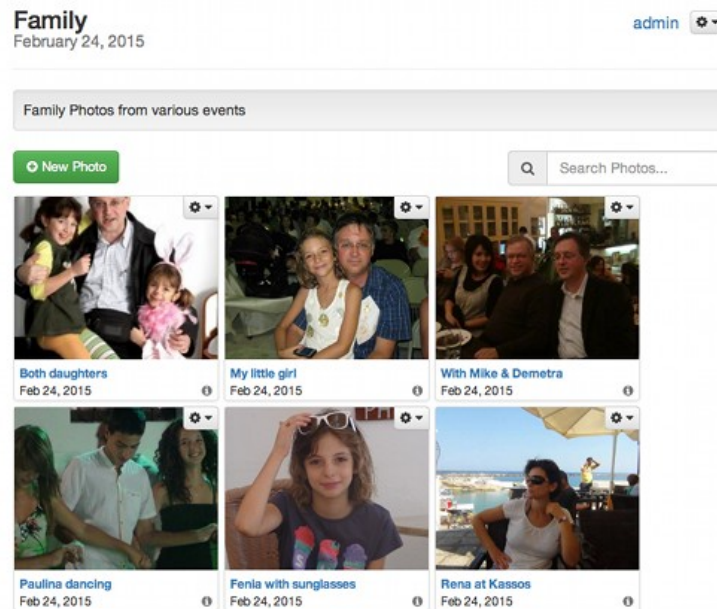 Family
admin
February 24, 2015
Family Photos from various events
New Photo
Search Photos...
Both daughters
Feb 24, 2015
My little girl
Feb 24, 2015
With Mike & Demetra
Feb 24, 2015
PH
Paulina dancing
Feb 24, 2015
Fenia with sunglasses
Feb 24, 2015
Rena at Kassos
Feb 24, 2015